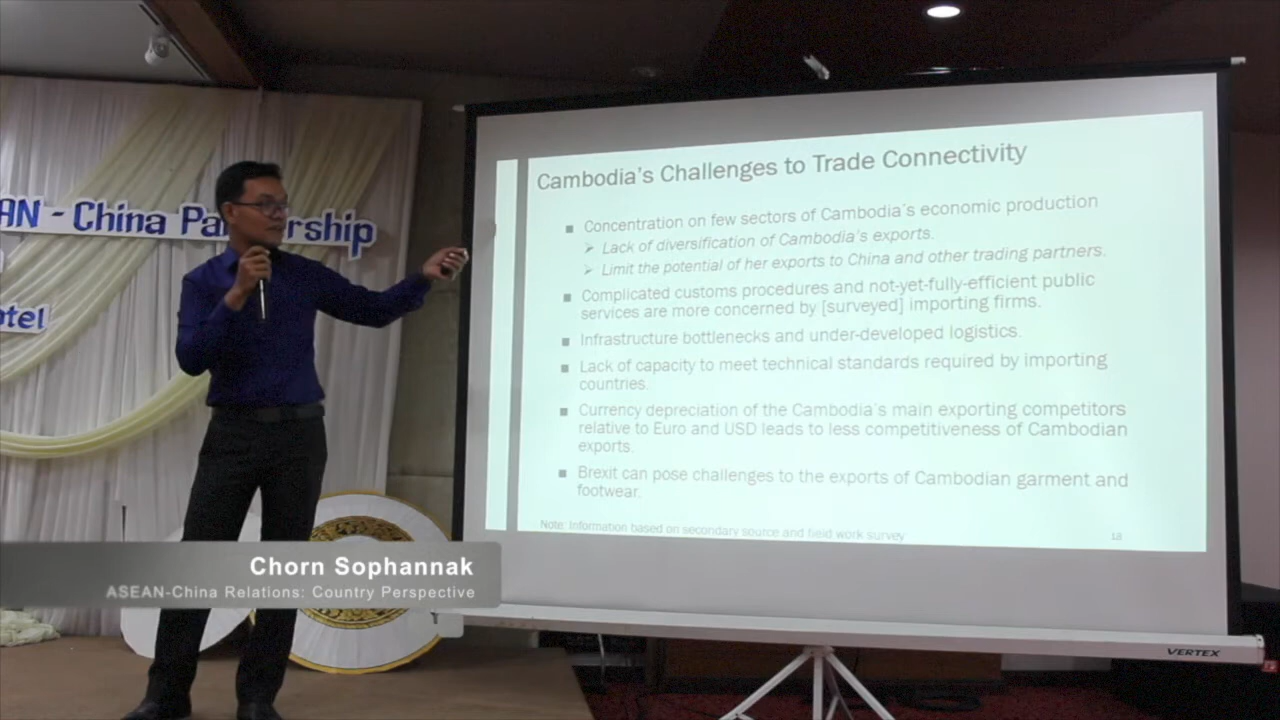 AN - China Pa rship
otel
Cambodia's Challenges to Trade Connectivity
■ Concentration on few sectors of Cambodia's economic production
➢ Lack of diversification of Cambodia's exports.
➢ Limit the potential of her exports to China and other trading partners.
■ Complicated customs procedures and not-yet-fully-efficient public
services are more concerned by [surveyed] importing firms.
■ Infrastructure bottlenecks and under-developed logistics.
■ Lack of capacity to meet technical standards required by importing
countries.
■ Currency depreciation of the Cambodia's main exporting competitors
relative to Euro and USD leads to less competitiveness of Cambodian
exports.
■ Brexit can pose challenges to the exports of Cambodian garment and
footwear.
Note: Information based on secondary source and field work survey
18
Chorn Sophannak
ASEAN-China Relations: Country Perspective
VERTEX